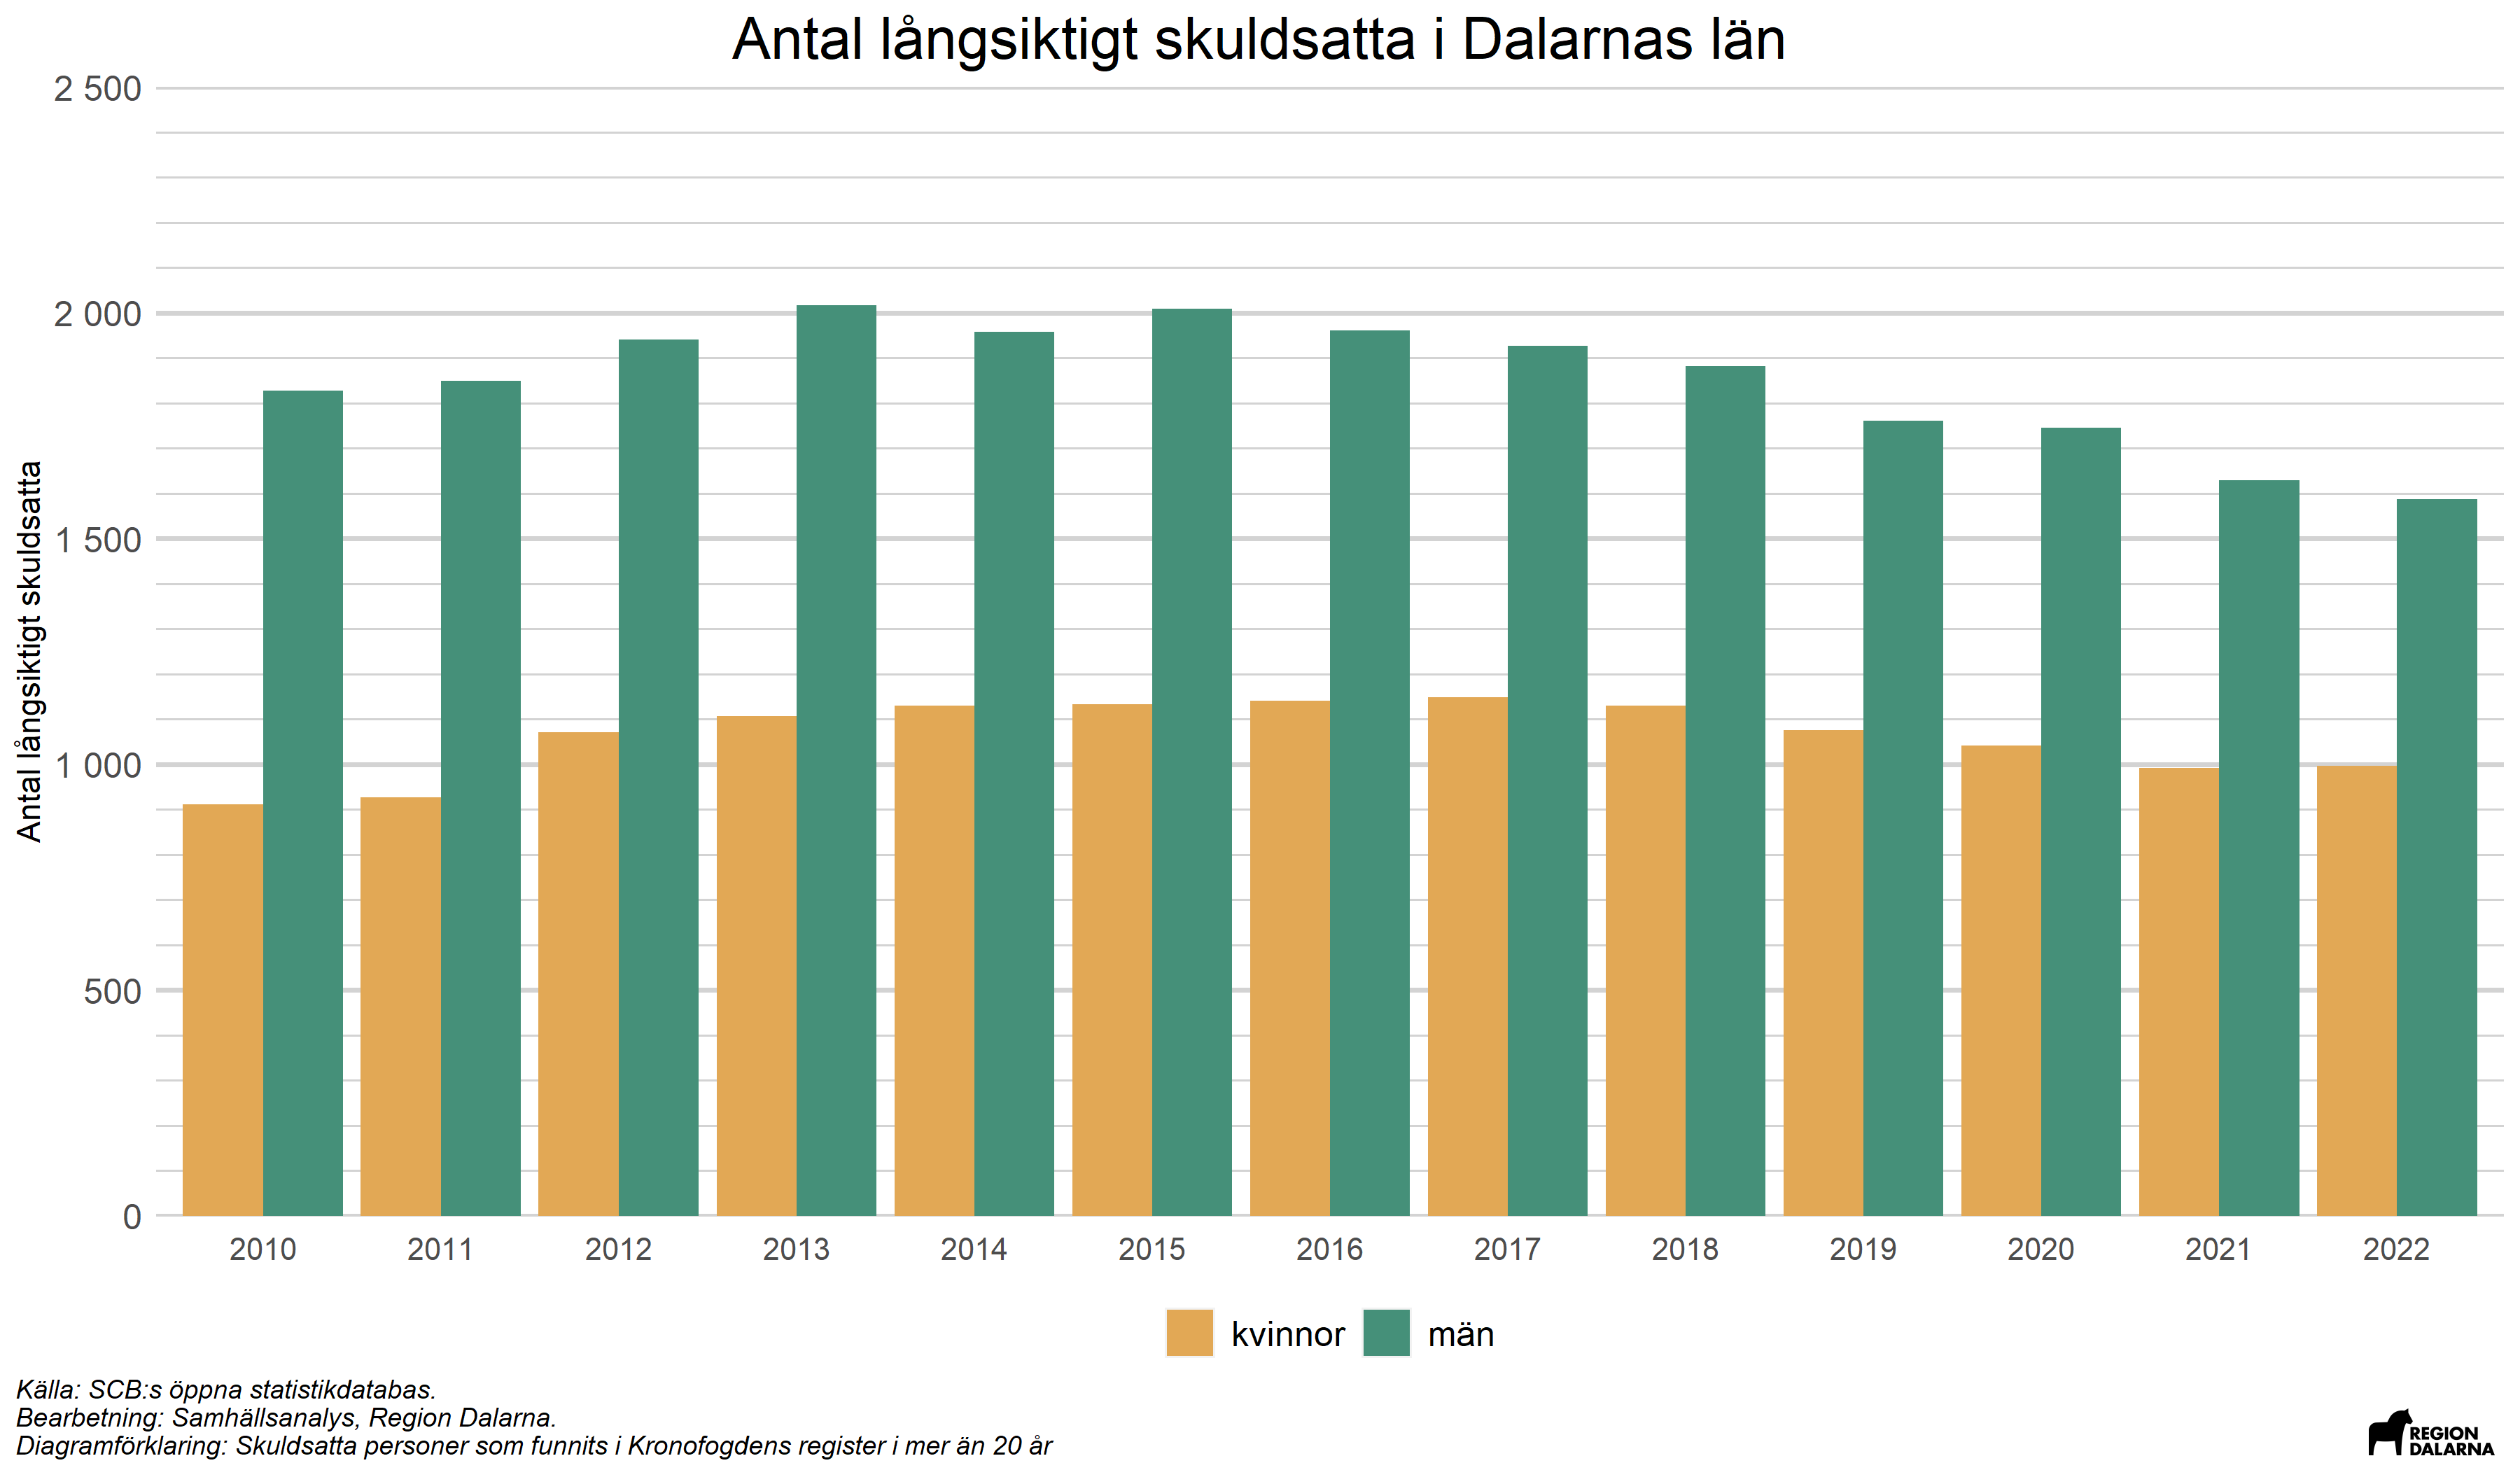 Antal långsiktigt skuldsatta i Dalarnas län
2 500
2 000
1 500
1 000
500
0
Antal långsiktigt skuldsatta
2010 2011 2012 2013 2014 2015 2016 2017 2018 2019 2020 2021 2022
kvinnor män
Källa: SCB:s öppna statistikdatabas.
Bearbetning: Samhällsanalys, Region Dalarna.
Diagramförklaring: Skuldsatta personer som funnits i Kronofogdens register i mer än 20 år
REGION
DALARNA